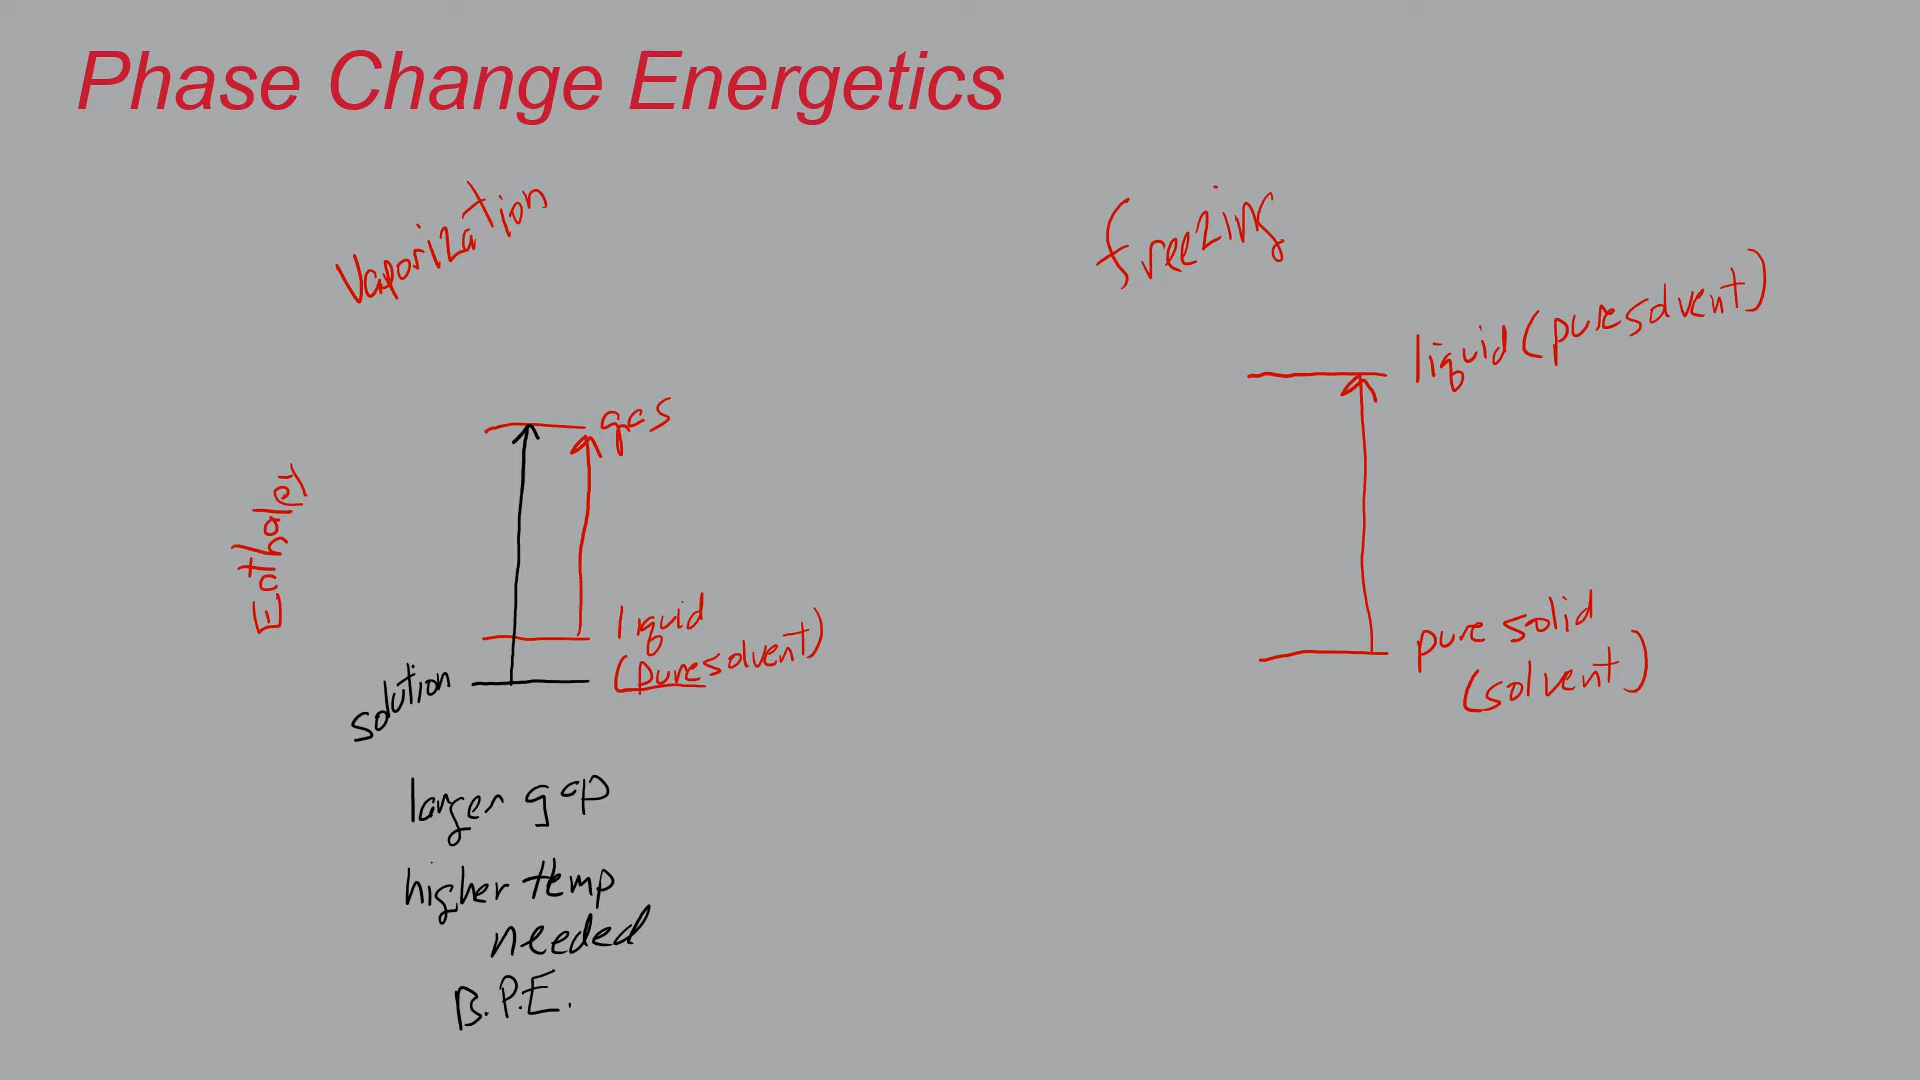 Phase Change Energetics
Vaporization
freezing
liquid (pure solvent)
gas
Enthalpy
liquid
(pure solvent)
solution
pure solid
(solvent)
larger gap
higher temp
needed
B.P.E.